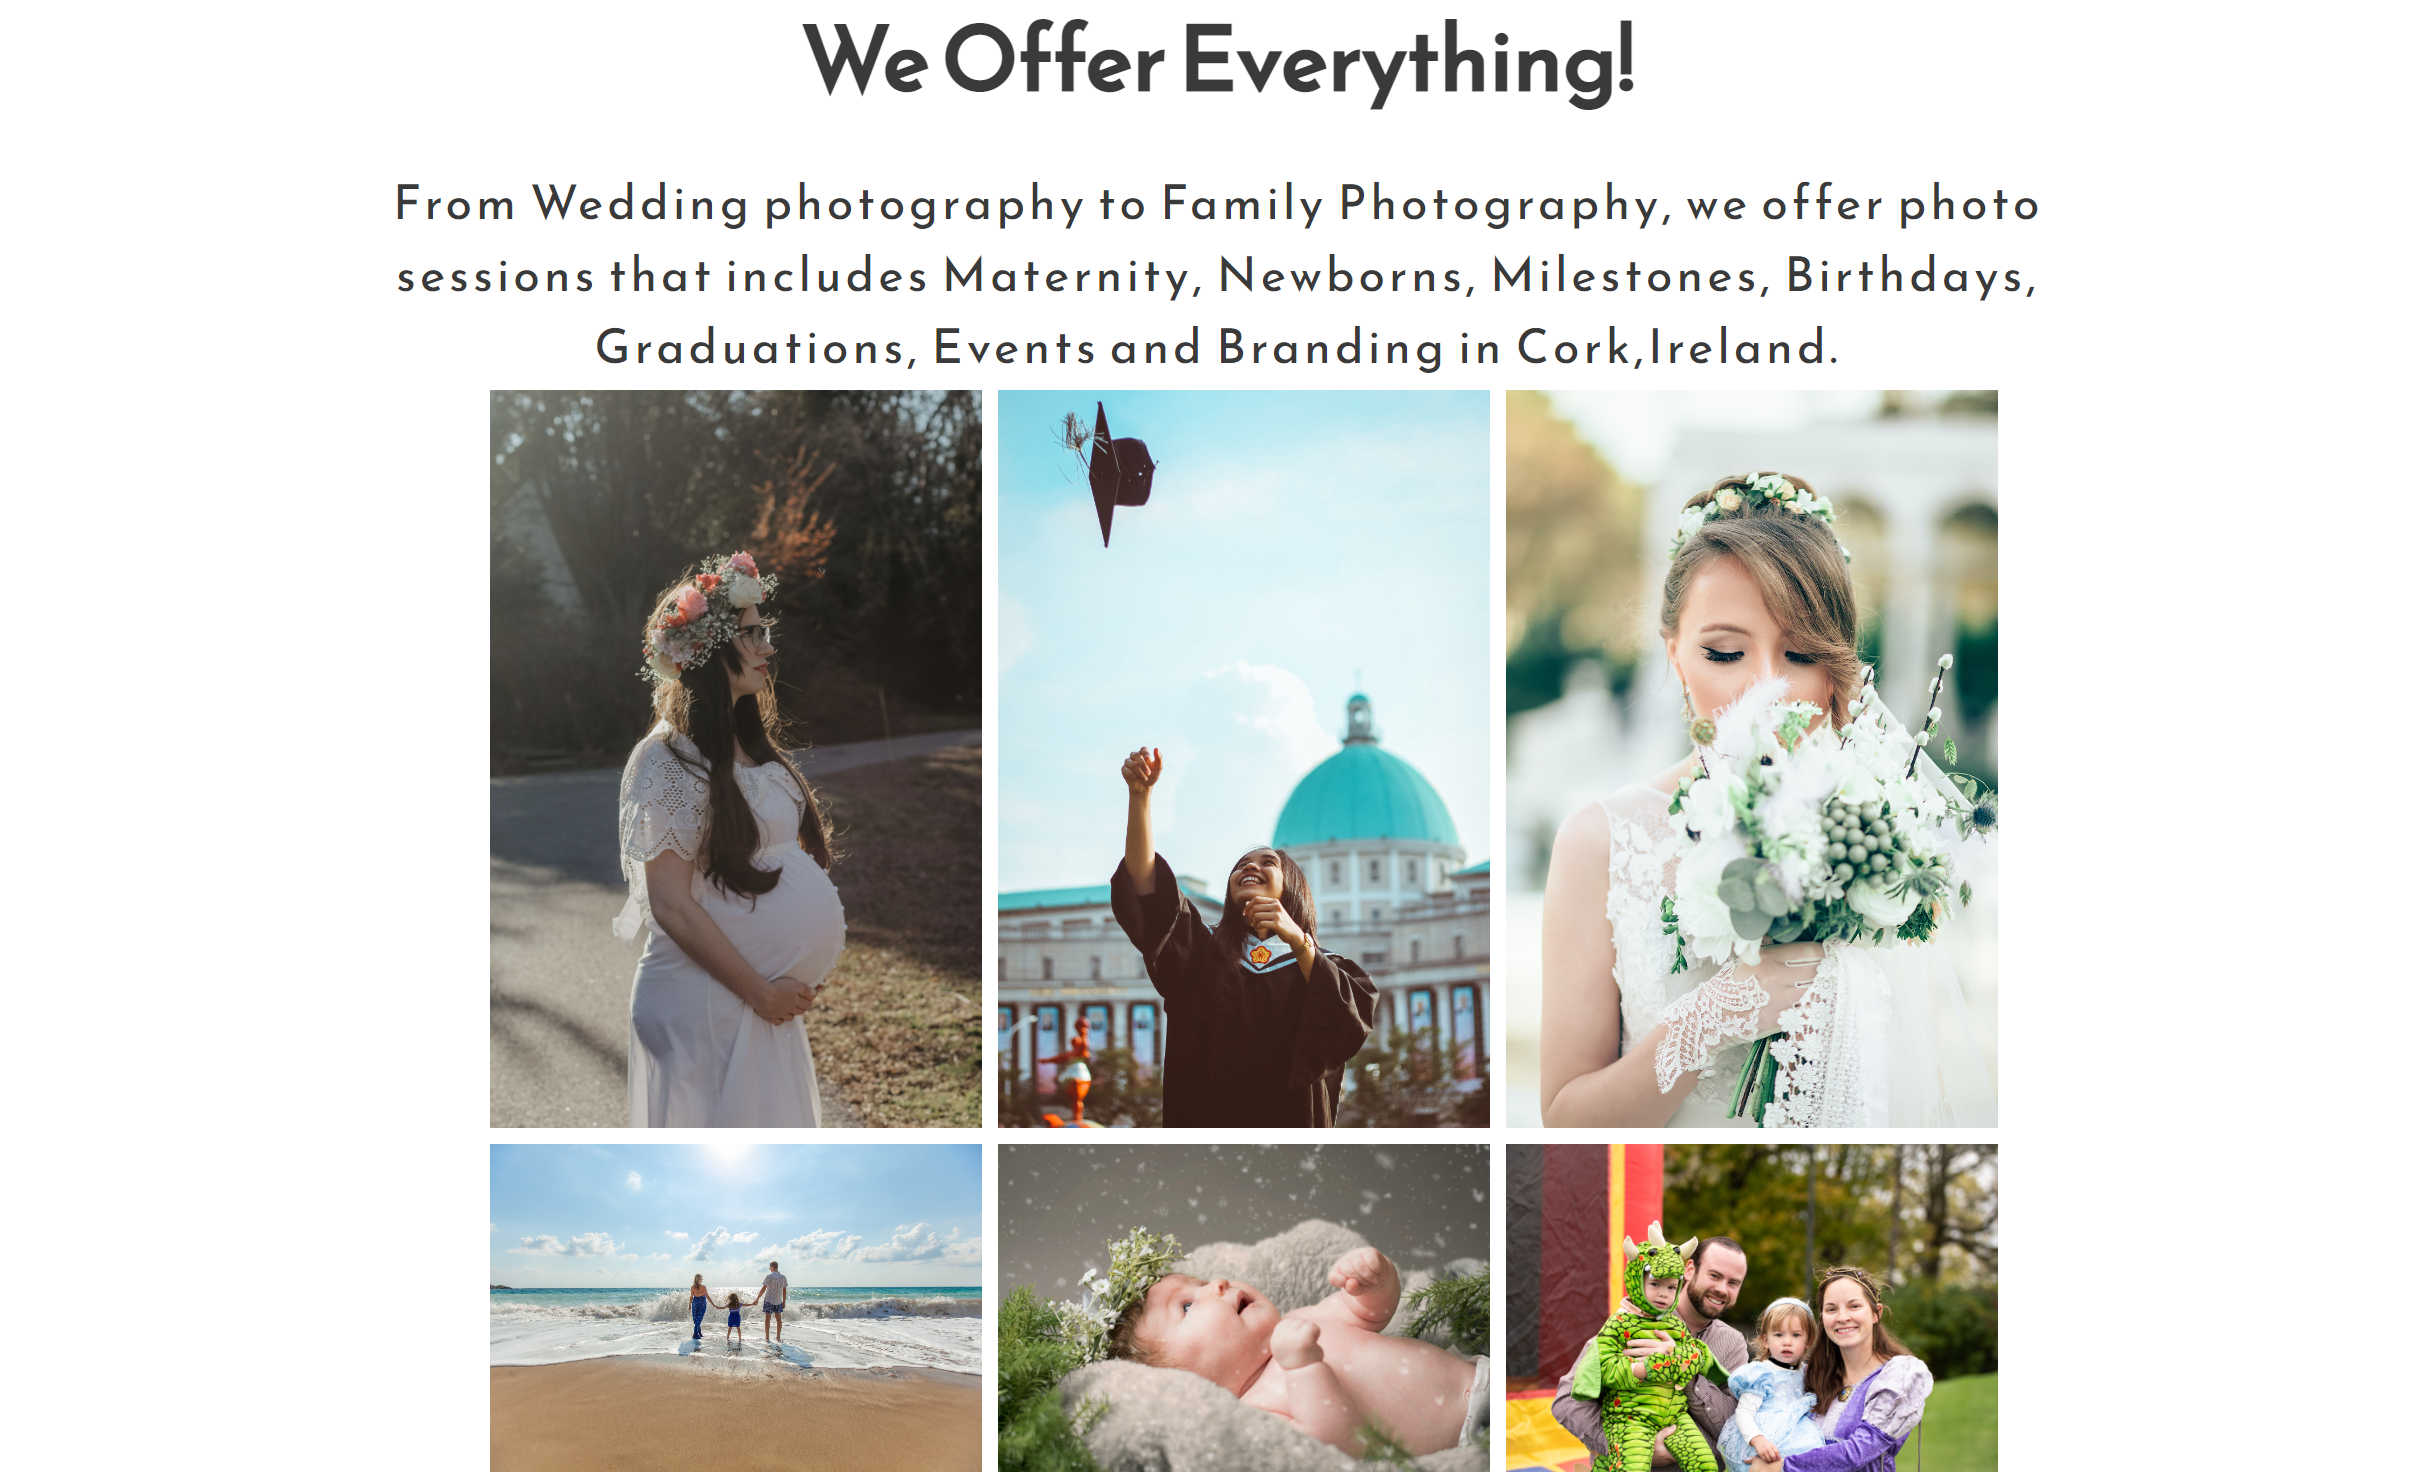 We Offer Everything!
From Wedding photography to Family Photography, we offer photo
sessions that includes Maternity, Newborns, Milestones, Birthdays,
Graduations, Events and Branding in Cork,Ireland.